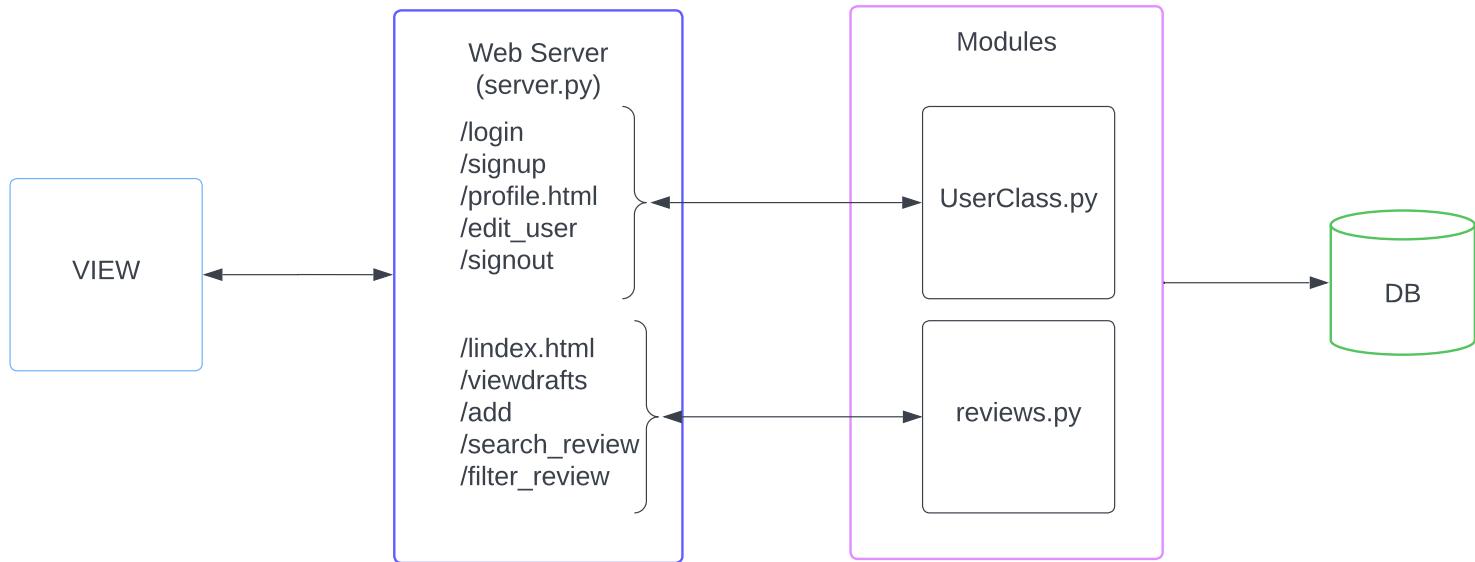 VIEW
Web Server
(server.py)
/login
/signup
/profile.html
/edit_user
/signout
/lindex.html
/viewdrafts
/add
/search_review
/filter_review
Modules
UserClass.py
reviews.py
DB